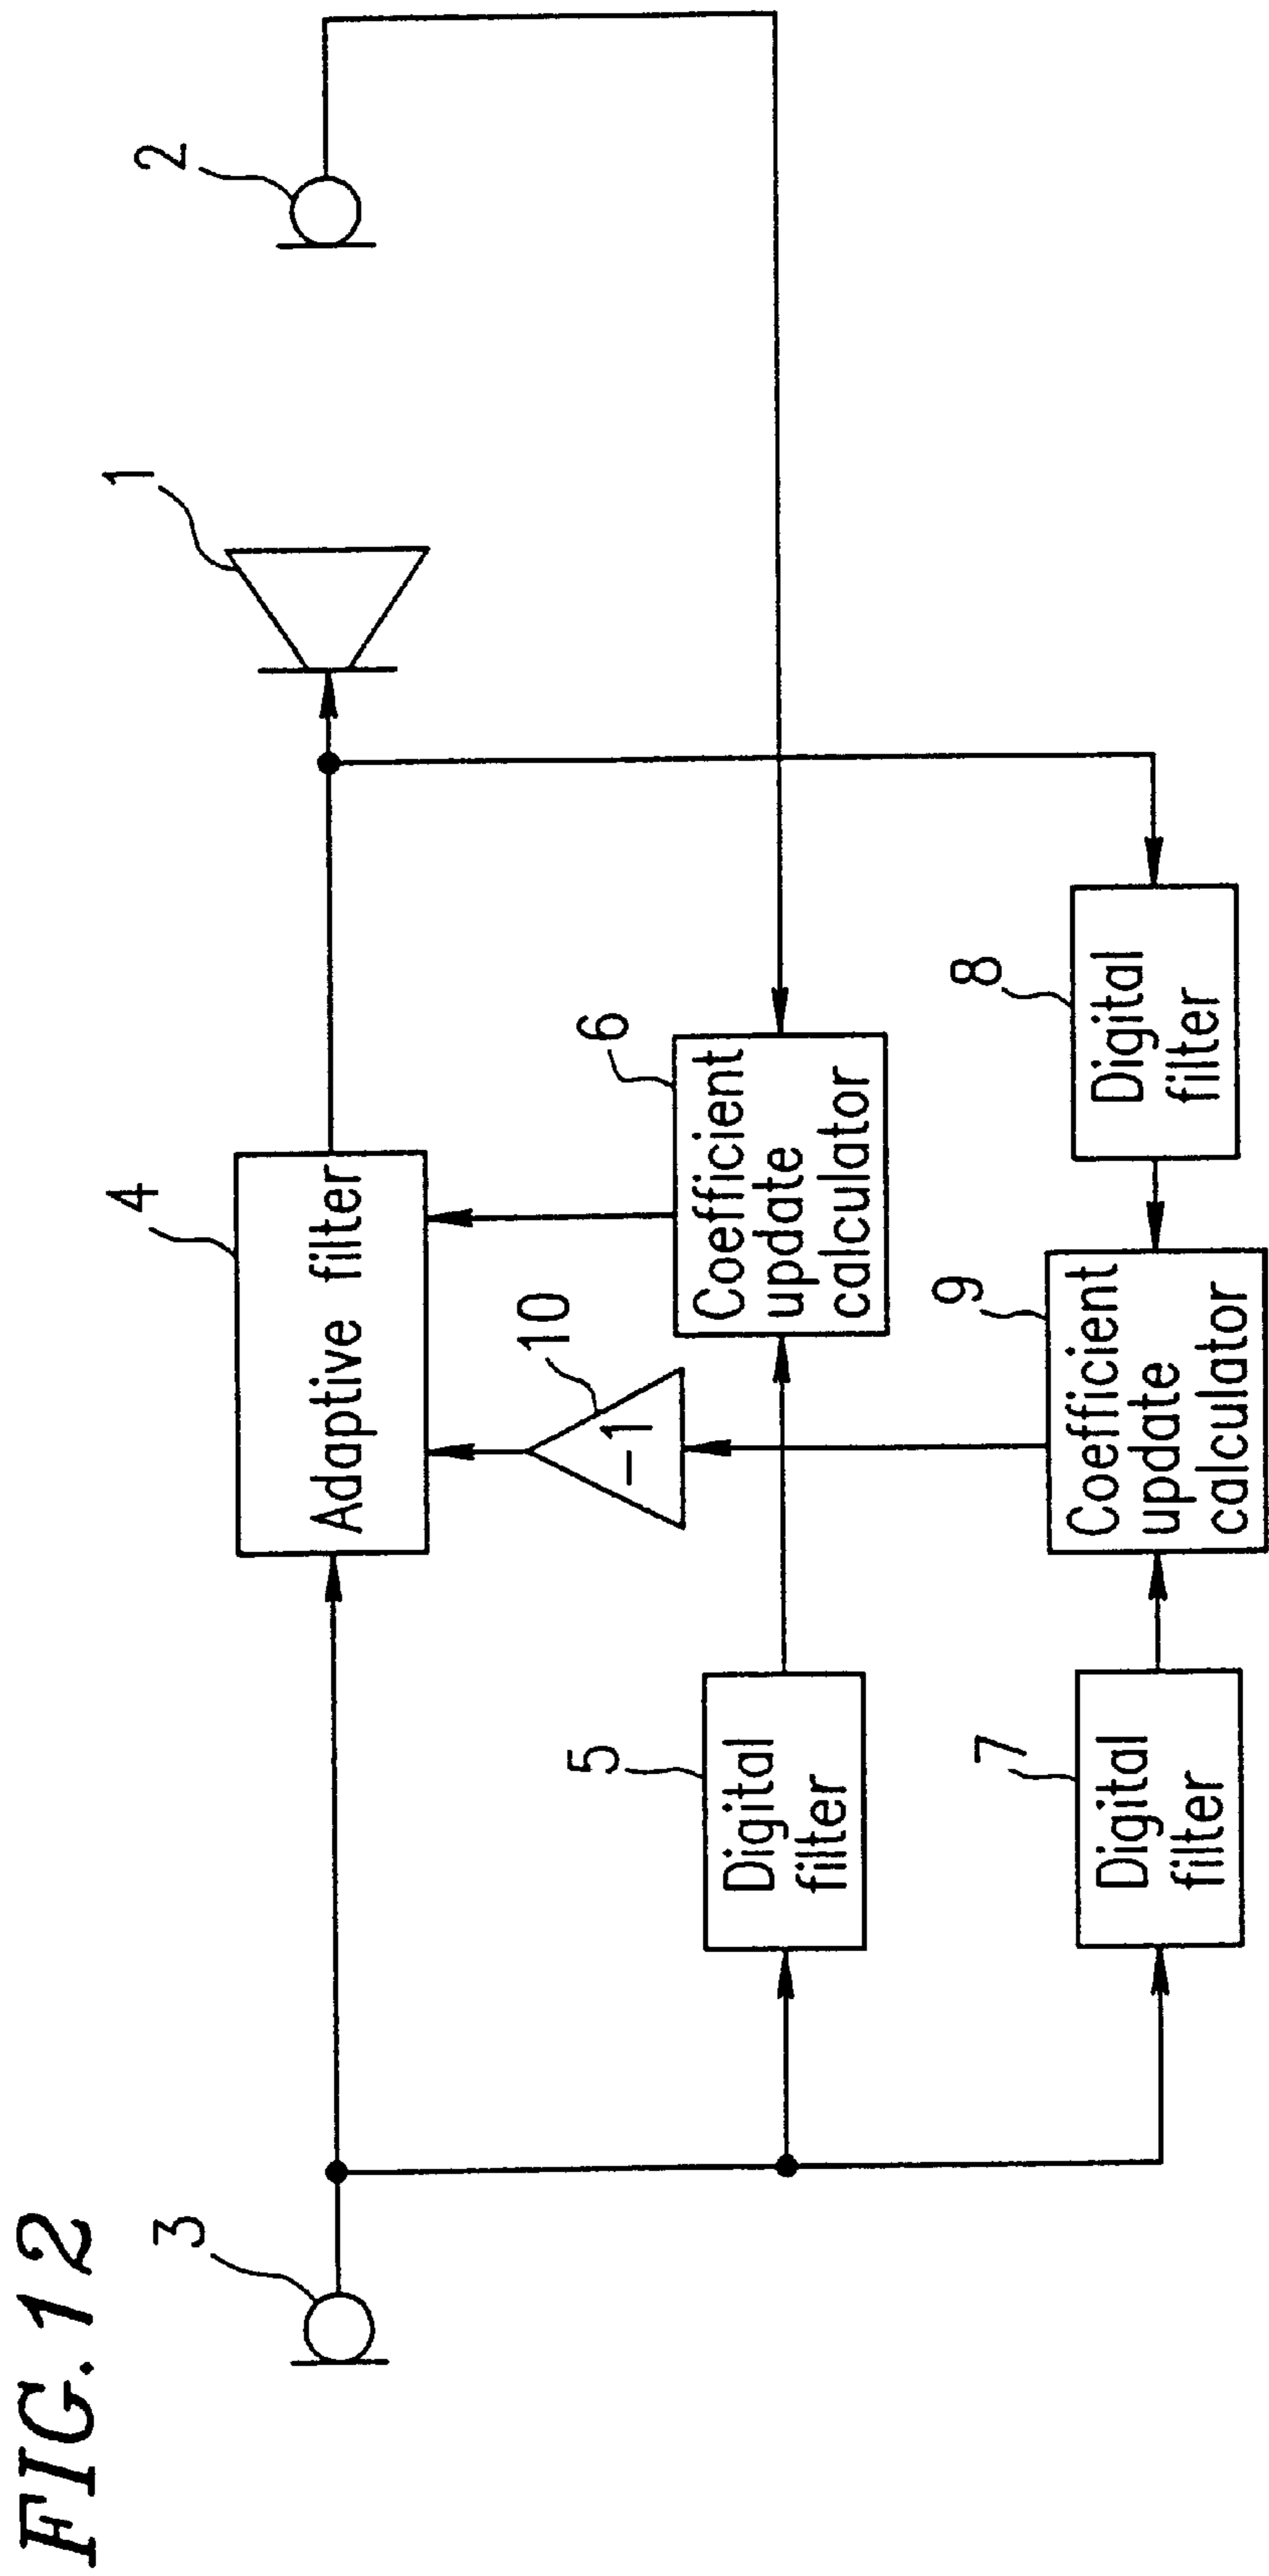 FIG.12
3
4
Adaptive filter
1
2
10
-1
5
Digital
filter
6
Coefficient
update
calculator
7
Digital
filter
9
Coefficient
update
calculator
8
Digital
filter